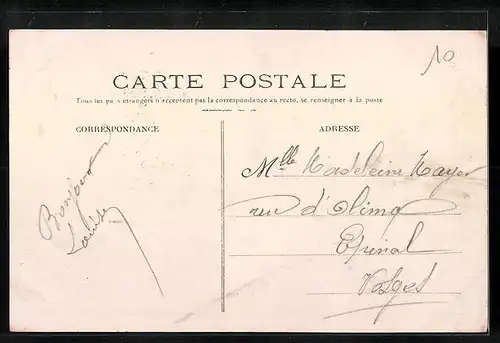 10
CARTE POSTALE
Tous les pays étrangers n'acceptent pas la correspondance au recto, se renseigner à la poste
CORRESPONDANCE
ADRESSE
Bonjour
Louise
Mlle Madeleine Mayer
rue d'
Epinal
Vosges